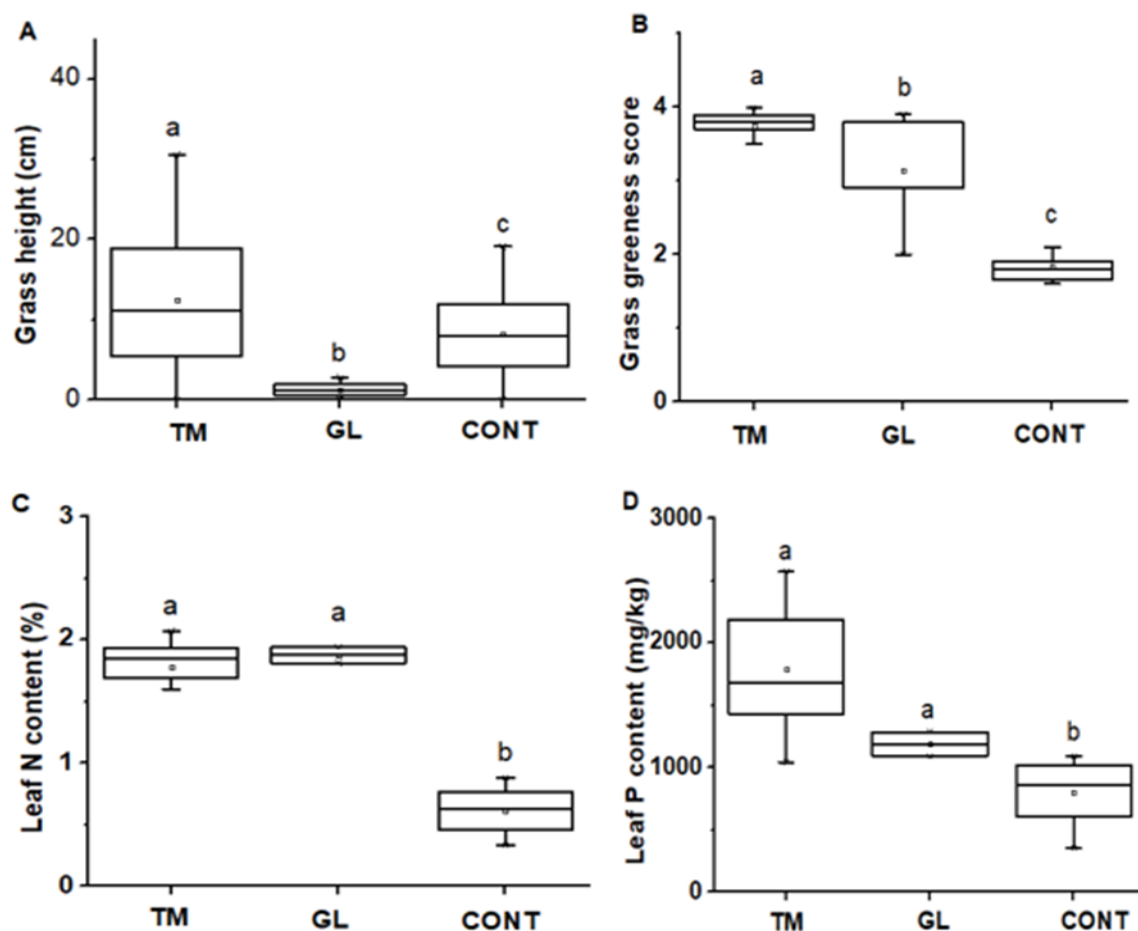 A
Grass height (cm)
40
20
0
a
b
c
TM
GL
CONT
B
Grass greeness score
4
2
0
a
b
c
TM
GL
CONT
C
Leaf N content (%)
3
2
1
0
a
a
b
TM
GL
CONT
D
Leaf P content (mg/kg)
3000
2000
1000
0
a
a
b
TM
GL
CONT